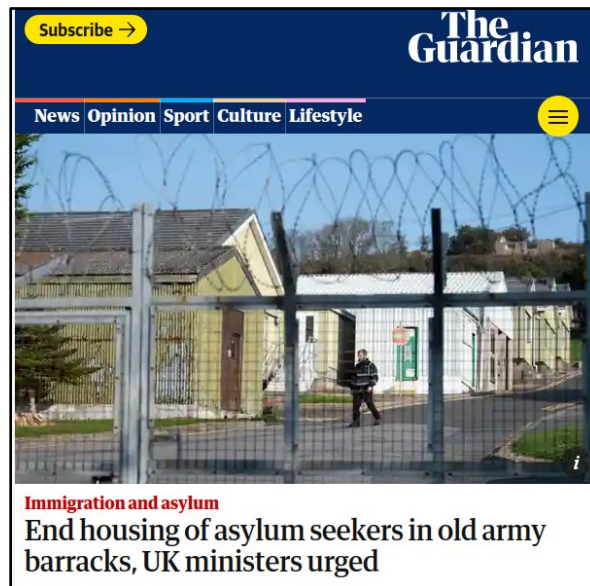 Subscribe →
The
Guardian
News Opinion Sport Culture Lifestyle
i
Immigration and asylum
End housing of asylum seekers in old army
barracks, UK ministers urged